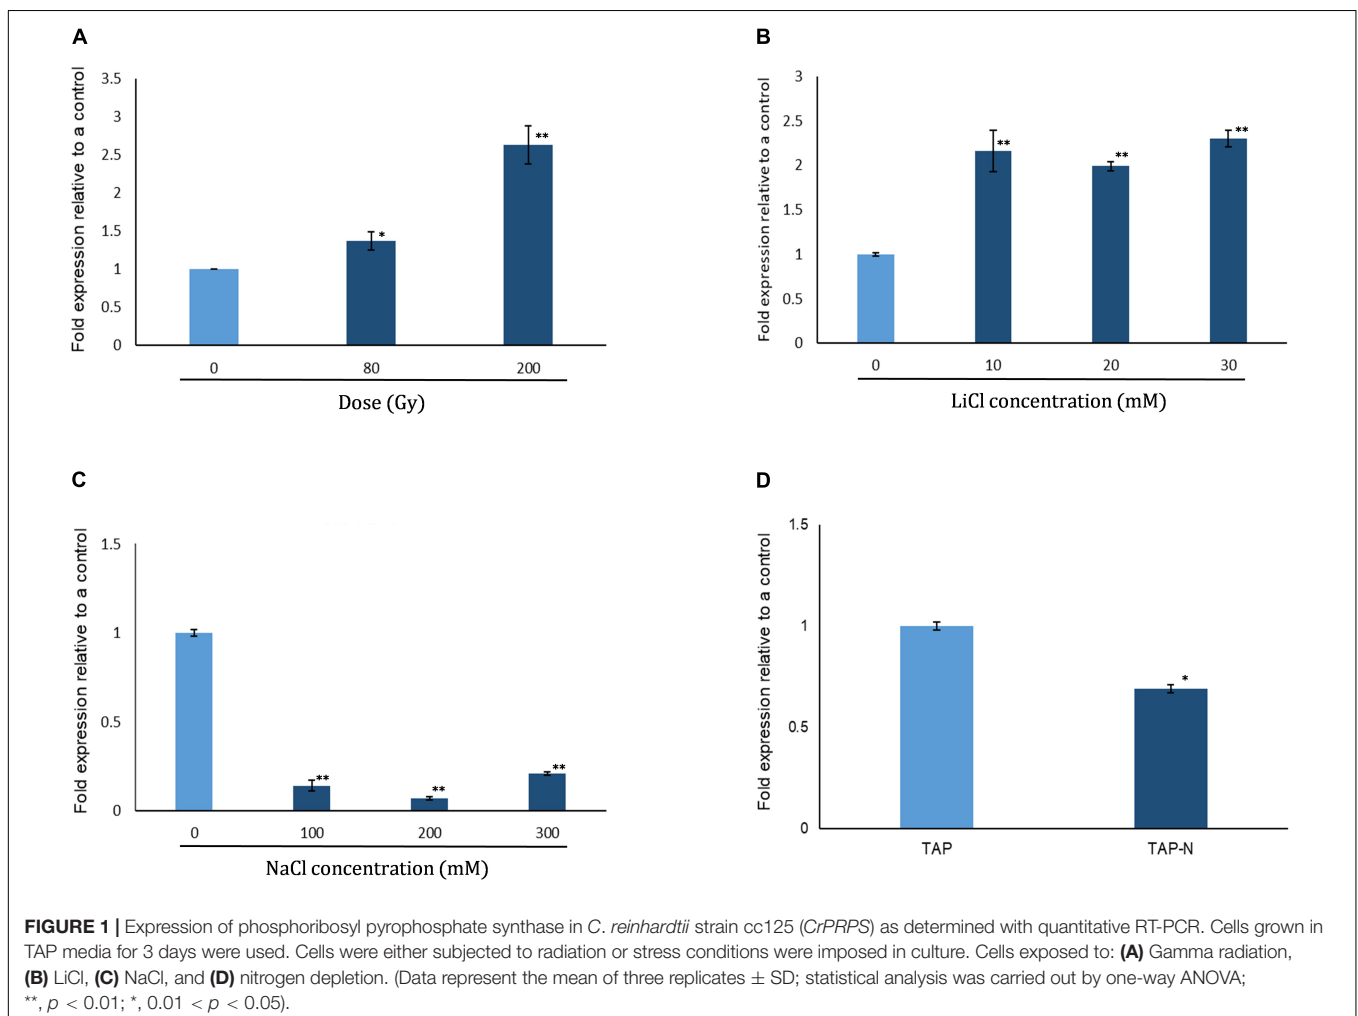 A
Fold expression relative to a control
3.5
3
2.5
2
1.5
1
0.5
0
*
**
0 80 200
Dose (Gy)
B
Fold expression relative to a control
3
2.5
2
1.5
1
0.5
0
**
**
**
0 10 20 30
LiCl concentration (mM)
C
Fold expression relative to a control
1.5
1
0.5
0
**
**
**
0 100 200 300
NaCl concentration (mM)
D
Fold expression relative to a control
1.5
1
0.5
0
*
TAP TAP-N
FIGURE 1 | Expression of phosphoribosyl pyrophosphate synthase in C. reinhardtii strain cc125 (CrPRPS) as determined with quantitative RT-PCR. Cells grown in
TAP media for 3 days were used. Cells were either subjected to radiation or stress conditions were imposed in culture. Cells exposed to: (A) Gamma radiation,
(B) LiCl, (C) NaCl, and (D) nitrogen depletion. (Data represent the mean of three replicates ± SD; statistical analysis was carried out by one-way ANOVA;
**, p < 0.01; *, 0.01 < p < 0.05).